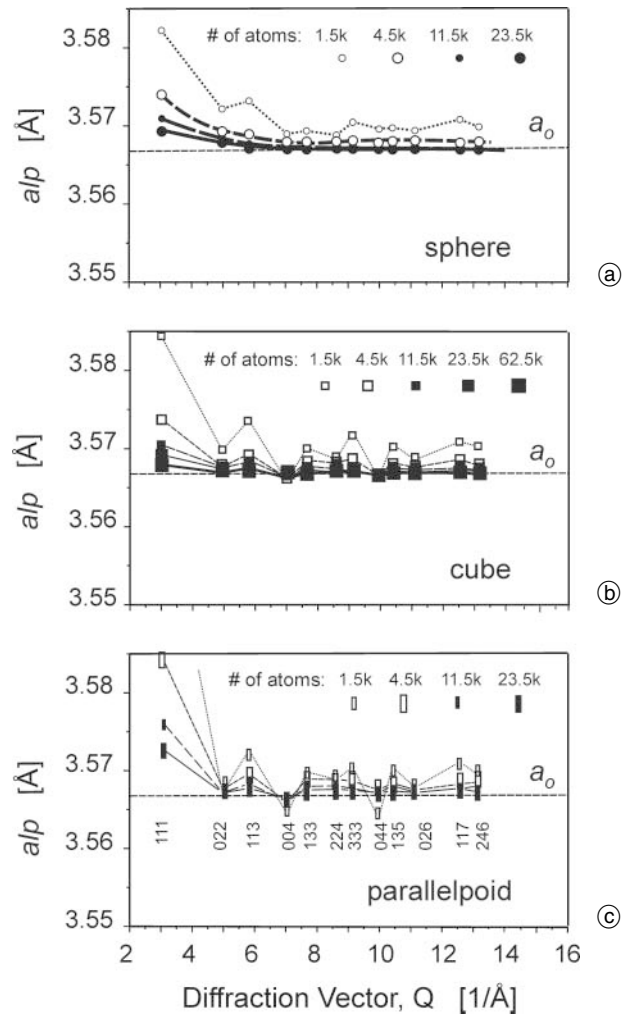 3.58
# of atoms: 1.5k 4.5k 11.5k 23.5k
3.57
aₒ
alp [Å]
3.56
sphere
3.55
ⓐ
# of atoms: 1.5k 4.5k 11.5k 23.5k 62.5k
3.58
3.57
aₒ
alp [Å]
3.56
cube
3.55
ⓑ
# of atoms: 1.5k 4.5k 11.5k 23.5k
3.58
3.57
aₒ
alp [Å]
3.56
111 022 113 004 133 224 333 044 135 026 117 246
parallelpoid
3.55
ⓒ
2 4 6 8 10 12 14 16
Diffraction Vector, Q [1/Å]